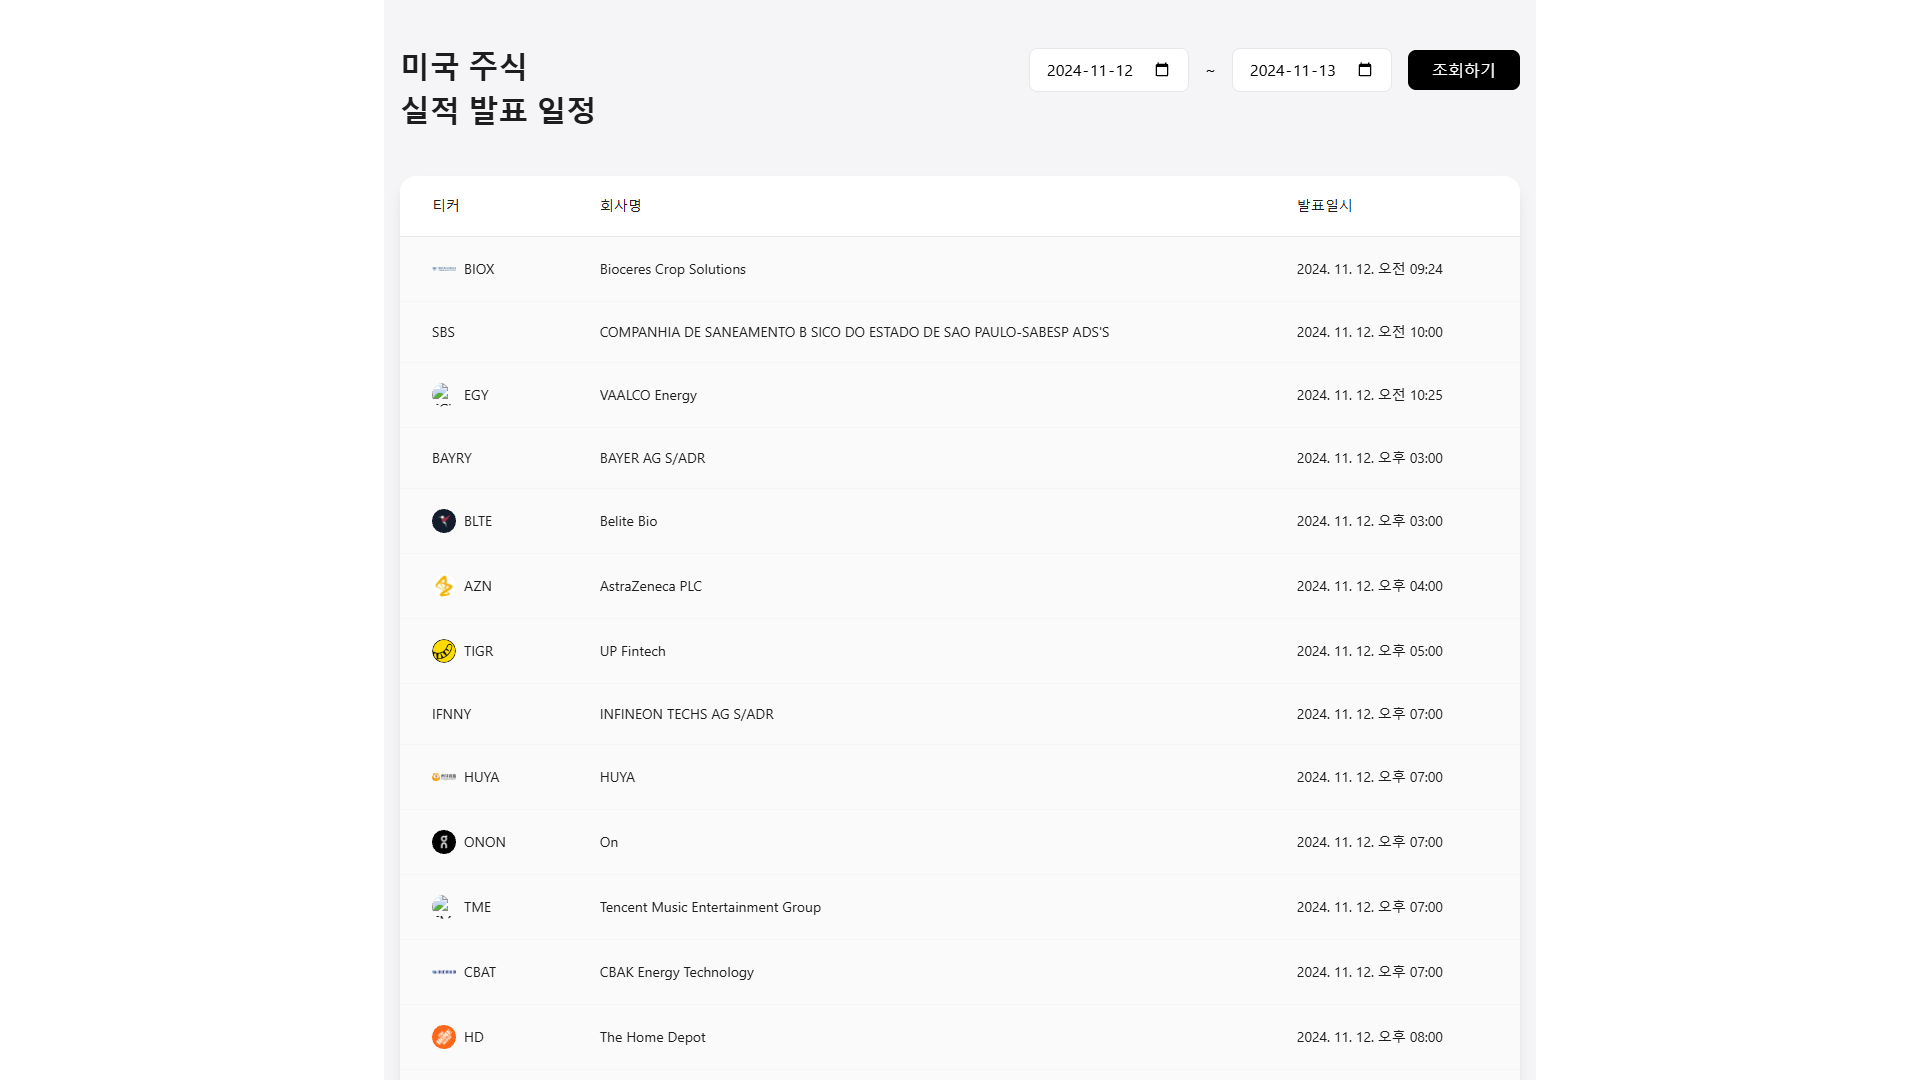 미국 주식
실적 발표 일정
2024-11-12 ~ 2024-11-13 조회하기
티커 회사명 발표일시
BIOX Bioceres Crop Solutions 2024. 11. 12. 오전 09:24
SBS COMPANHIA DE SANEAMENTO B SICO DO ESTADO DE SAO PAULO-SABESP ADS'S 2024. 11. 12. 오전 10:00
EGY VAALCO Energy 2024. 11. 12. 오전 10:25
BAYRY BAYER AG S/ADR 2024. 11. 12. 오후 03:00
BLTE Belite Bio 2024. 11. 12. 오후 03:00
AZN AstraZeneca PLC 2024. 11. 12. 오후 04:00
TIGR UP Fintech 2024. 11. 12. 오후 05:00
IFNNY INFINEON TECHS AG S/ADR 2024. 11. 12. 오후 07:00
HUYA HUYA 2024. 11. 12. 오후 07:00
ONON On 2024. 11. 12. 오후 07:00
TME Tencent Music Entertainment Group 2024. 11. 12. 오후 07:00
CBAT CBAK Energy Technology 2024. 11. 12. 오후 07:00
HD The Home Depot 2024. 11. 12. 오후 08:00